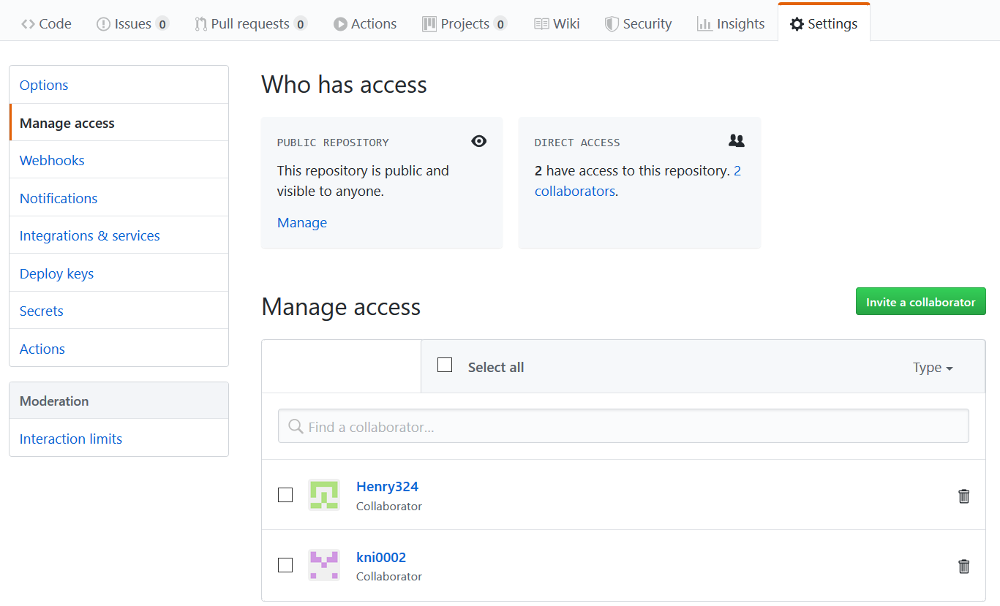 Code Issues 0 Pull requests 0 Actions Projects 0 Wiki Security Insights Settings
Options
Manage access
Webhooks
Notifications
Integrations & services
Deploy keys
Secrets
Actions
Moderation
Interaction limits
Who has access
PUBLIC REPOSITORY
This repository is public and
visible to anyone.
Manage
DIRECT ACCESS
2 have access to this repository. 2
collaborators.
Manage access
Invite a collaborator
Select all
Type
Find a collaborator...
Henry324
Collaborator
kni0002
Collaborator